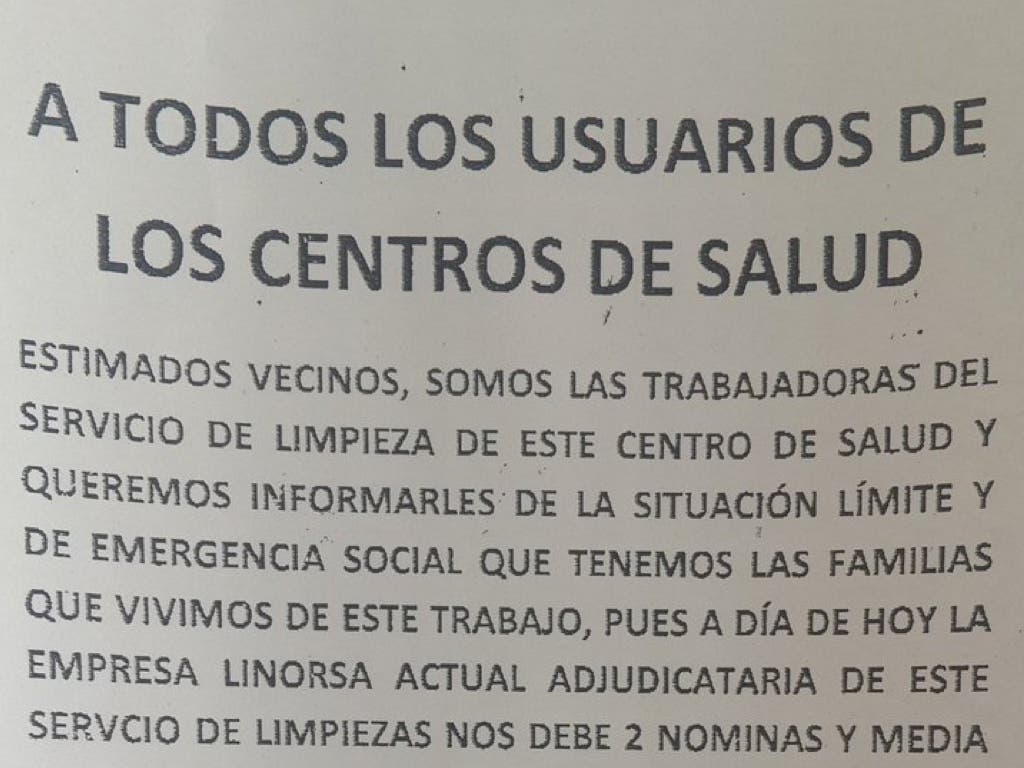 A TODOS LOS USUARIOS DE
LOS CENTROS DE SALUD
ESTIMADOS VECINOS, SOMOS LAS TRABAJADORAS DEL
SERVICIO DE LIMPIEZA DE ESTE CENTRO DE SALUD Y
QUEREMOS INFORMARLES DE LA SITUACIÓN LÍMITE Y
DE EMERGENCIA SOCIAL QUE TENEMOS LAS FAMILIAS
QUE VIVIMOS DE ESTE TRABAJO, PUES A DÍA DE HOY LA
EMPRESA LINORSA ACTUAL ADJUDICATARIA DE ESTE
SERVCIO DE LIMPIEZAS NOS DEBE 2 NOMINAS Y MEDIA